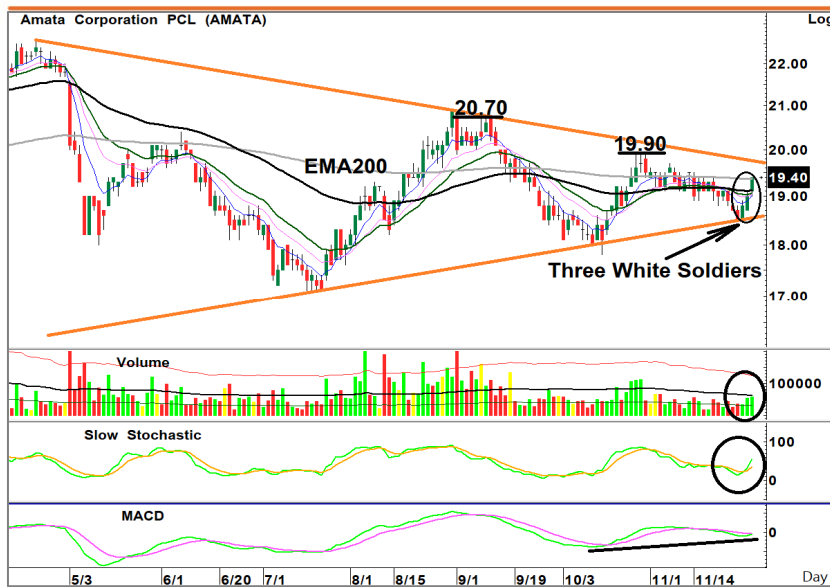 Amata Corporation PCL (AMATA)
Log
22.00
21.00
20.70
20.00
19.90
EMA200
19.40
19.00
18.00
Three White Soldiers
17.00
Volume
100000
Slow Stochastic
100
0
MACD
0
5/3 6/1 6/20 7/1 8/1 8/15 9/1 9/19 10/3 11/1 11/14 Day